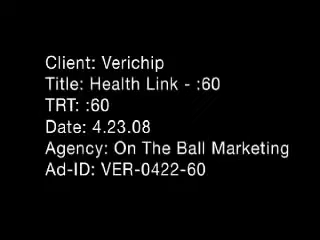 Client: Verichip
Title: Health Link - :60
TRT: :60
Date: 4.23.08
Agency: On The Ball Marketing
Ad-ID: VER-0422-60